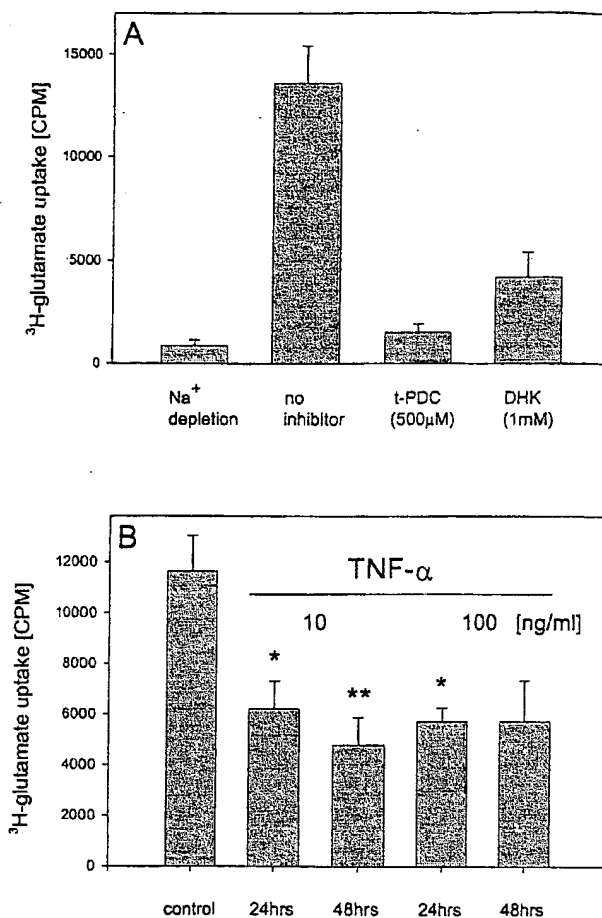 A
³H-glutamate uptake [CPM]
15000
10000
5000
0
Na⁺ depletion
no inhibitor
t-PDC (500µM)
DHK (1mM)
B
³H-glutamate uptake [CPM]
12000
10000
8000
6000
4000
2000
0
TNF-α
10 100 [ng/ml]
* ** *
control 24hrs 48hrs 24hrs 48hrs